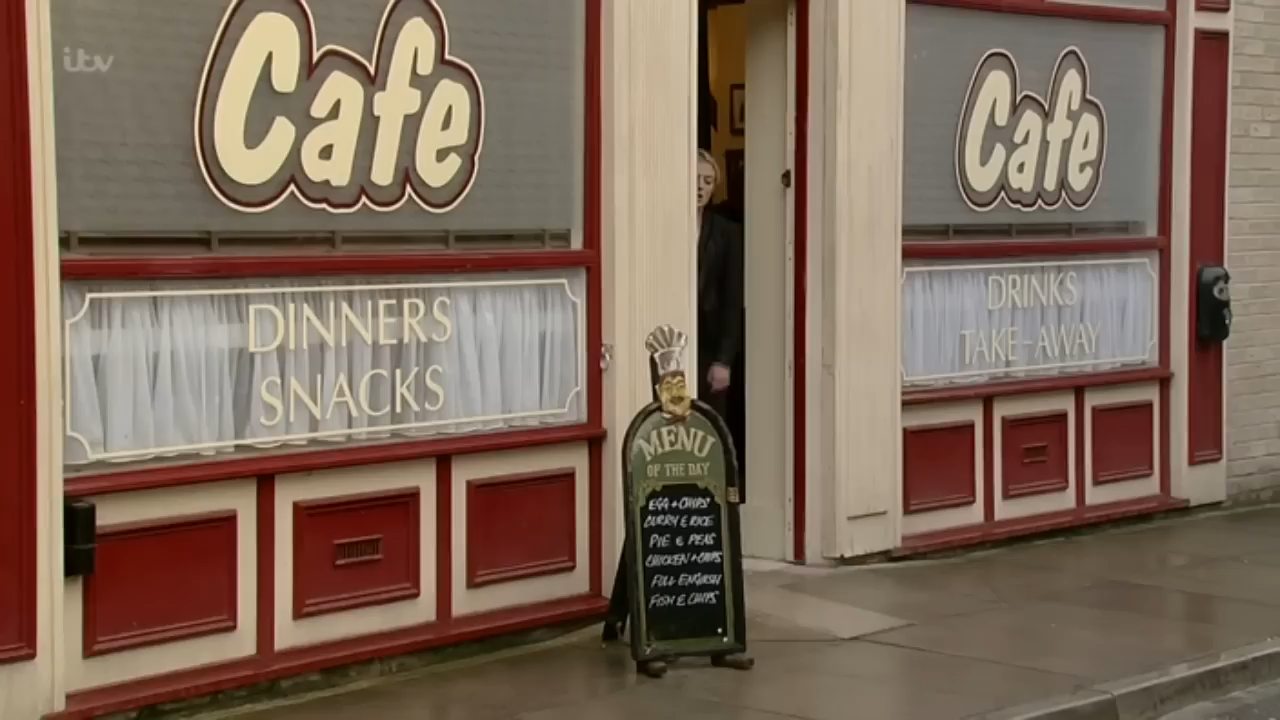 itv
Cafe
DINNERS
SNACKS
MENU
OF THE DAY
EGG + CHIPS
CURRY & RICE
PIE & PEAS
CHICKEN + CHIPS
FULL ENGLISH
FISH & CHIPS
Cafe
DRINKS
TAKE-AWAY